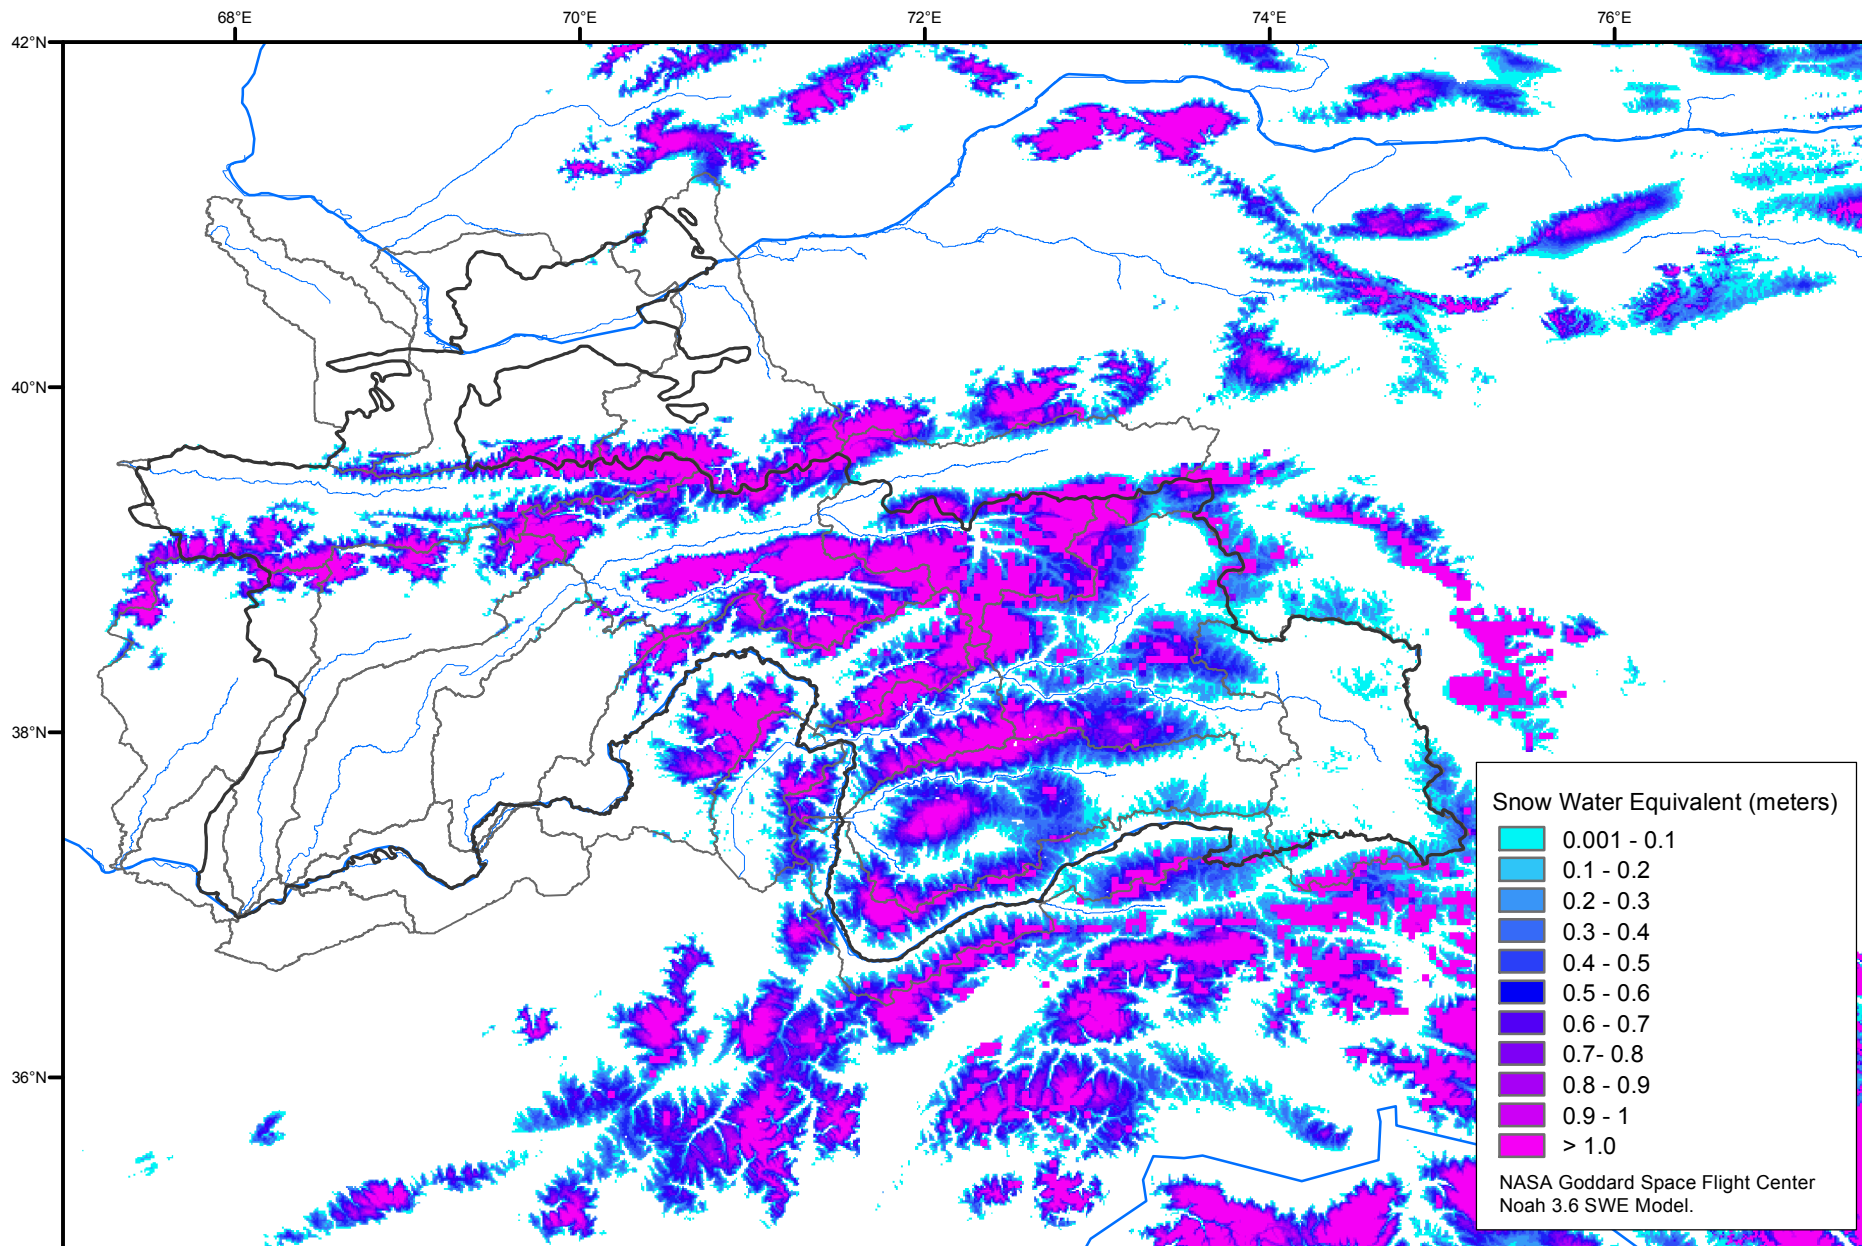 68°E
70°E
72°E
74°E
76°E
42°N
40°N
38°N
36°N
Snow Water Equivalent (meters)
0.001 - 0.1
0.1 - 0.2
0.2 - 0.3
0.3 - 0.4
0.4 - 0.5
0.5 - 0.6
0.6 - 0.7
0.7- 0.8
0.8 - 0.9
0.9 - 1
> 1.0
NASA Goddard Space Flight Center
Noah 3.6 SWE Model.